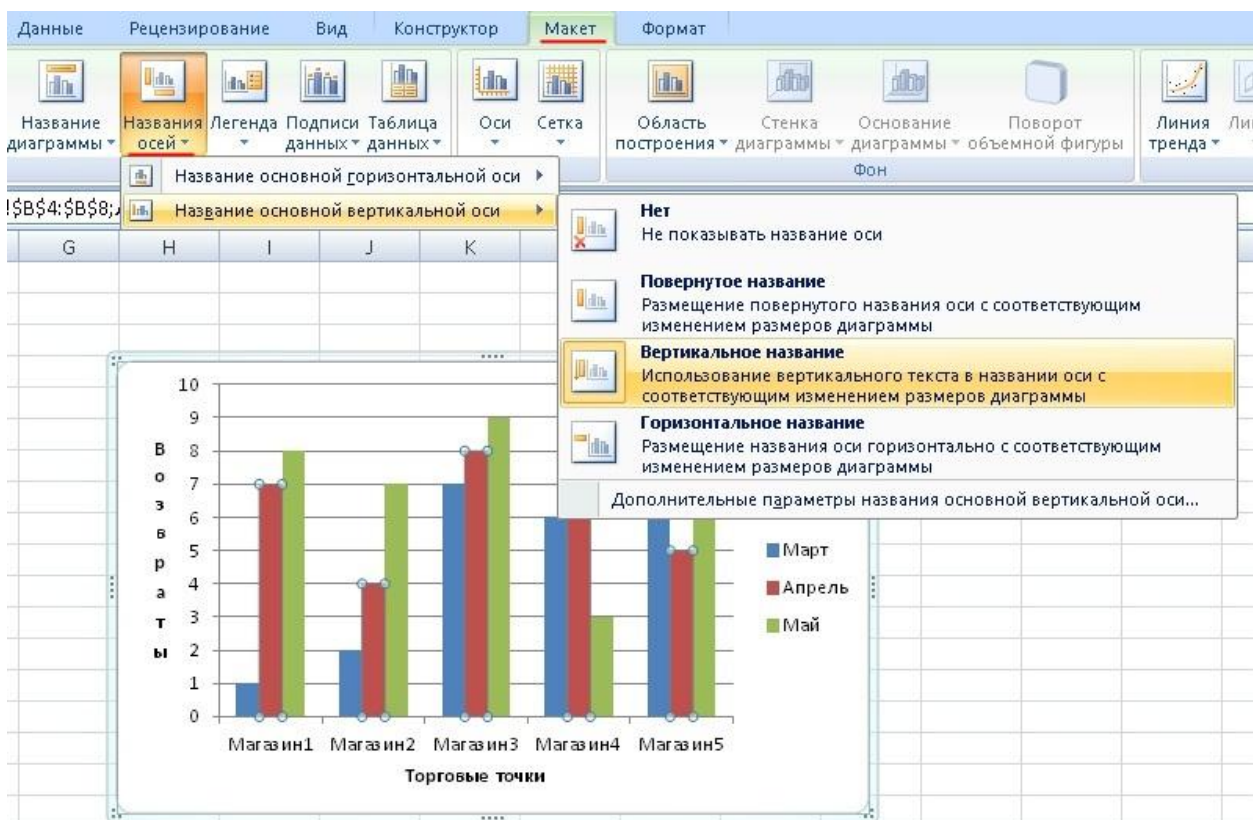 Данные Рецензирование Вид Конструктор Макет Формат
Название диаграммы
Названия осей
Легенда
Подписи данных
Таблица данных
Оси
Сетка
Область построения
Стенка диаграммы
Основание диаграммы
Поворот объемной фигуры
Линия тренда
Фон
Название основной горизонтальной оси
Название основной вертикальной оси
!$B$4:$B$8;
G H I J K
Нет
Не показывать название оси
Повернутое название
Размещение повернутого названия оси с соответствующим
изменением размеров диаграммы
Вертикальное название
Использование вертикального текста в названии оси с
соответствующим изменением размеров диаграммы
Горизонтальное название
Размещение названия оси горизонтально с соответствующим
изменением размеров диаграммы
Дополнительные параметры названия основной вертикальной оси...
Возвраты
10
9
8
7
6
5
4
3
2
1
0
Март
Апрель
Май
Магазин1 Магазин2 Магазин3 Магазин4 Магазин5
Торговые точки